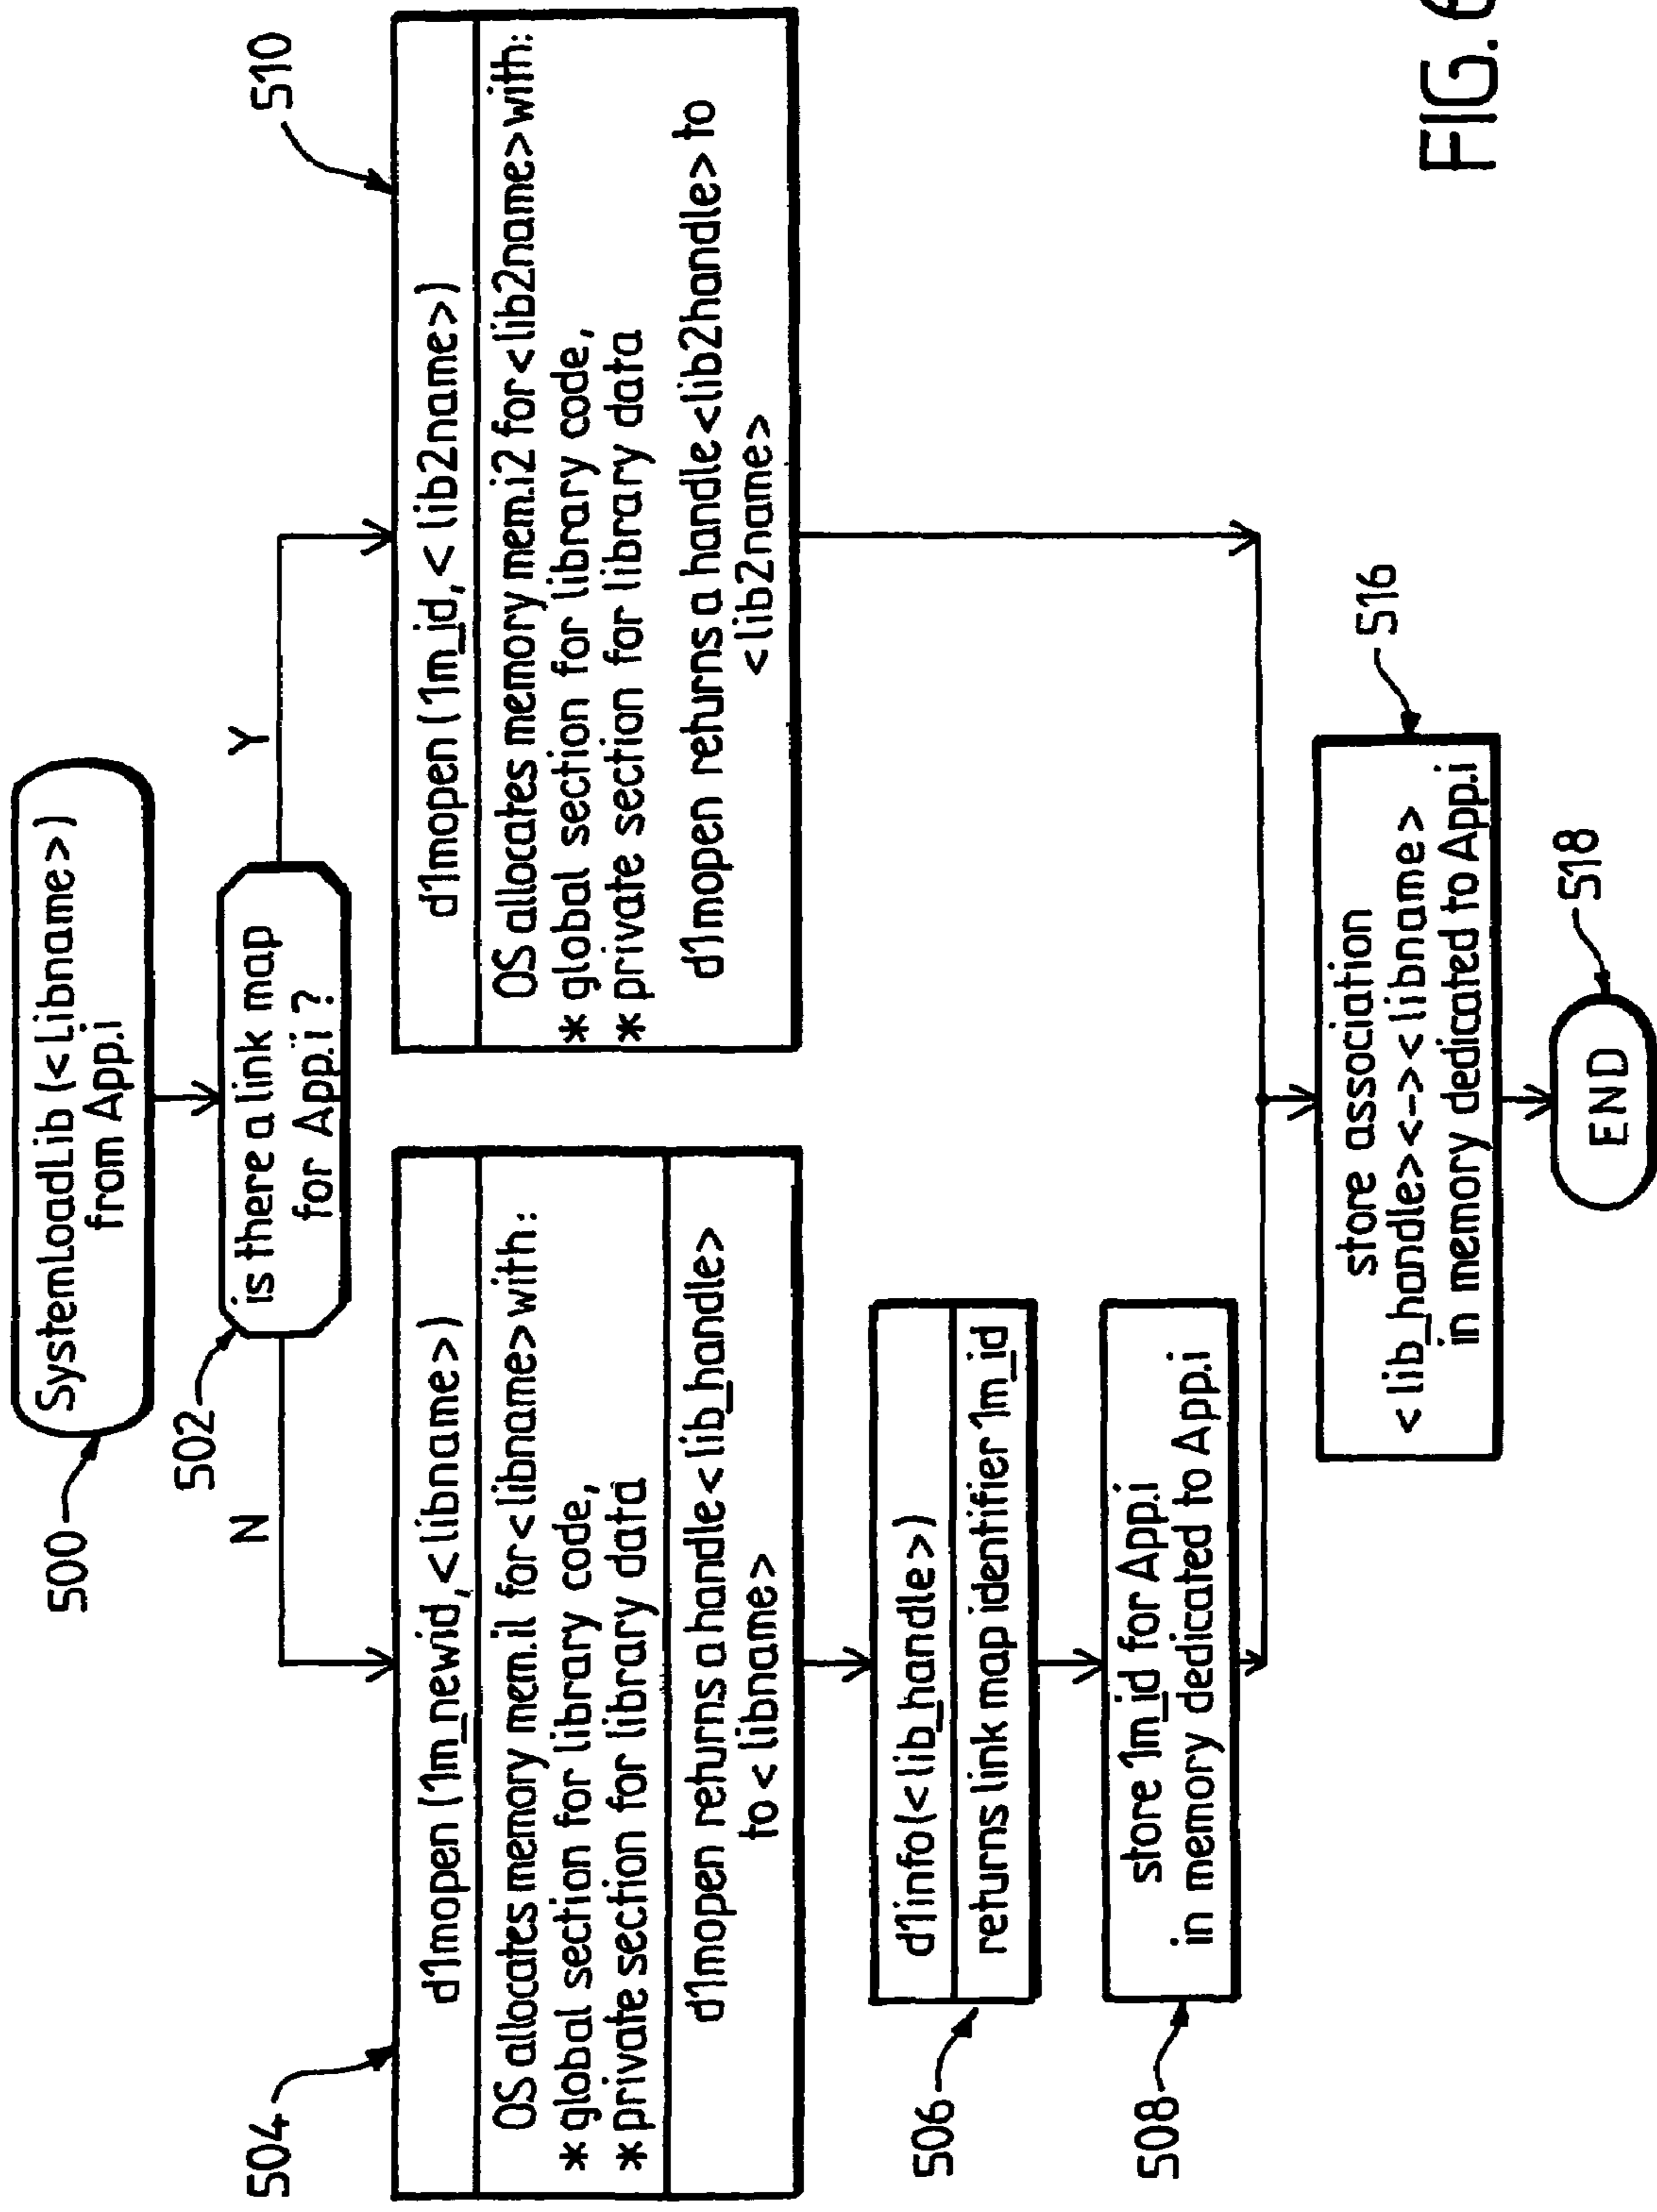 500
SystemLoadLib (<libname>)
from App.i
502
is there a link map
for App.i ?
N
Y
504
d1mopen (1m_newid,<libname>)
OS allocates memory mem.il for<libname>with:
* global section for library code,
* private section for library data
d1mopen returns a handle<lib_handle>
to <libname>
510
d1mopen (1m_id,<lib2name>)
OS allocates memory mem.i2 for<lib2name>with:
* global section for library code,
* private section for library data
d1mopen returns a handle<lib2handle> to
<lib2name>
506
d1info(<lib_handle>)
returns link map identifier 1m_id
508
store 1m_id for App.i
in memory dedicated to App.i
516
store association
<lib_handle><-><libname>
in memory dedicated to App.i
518
END
FIG.